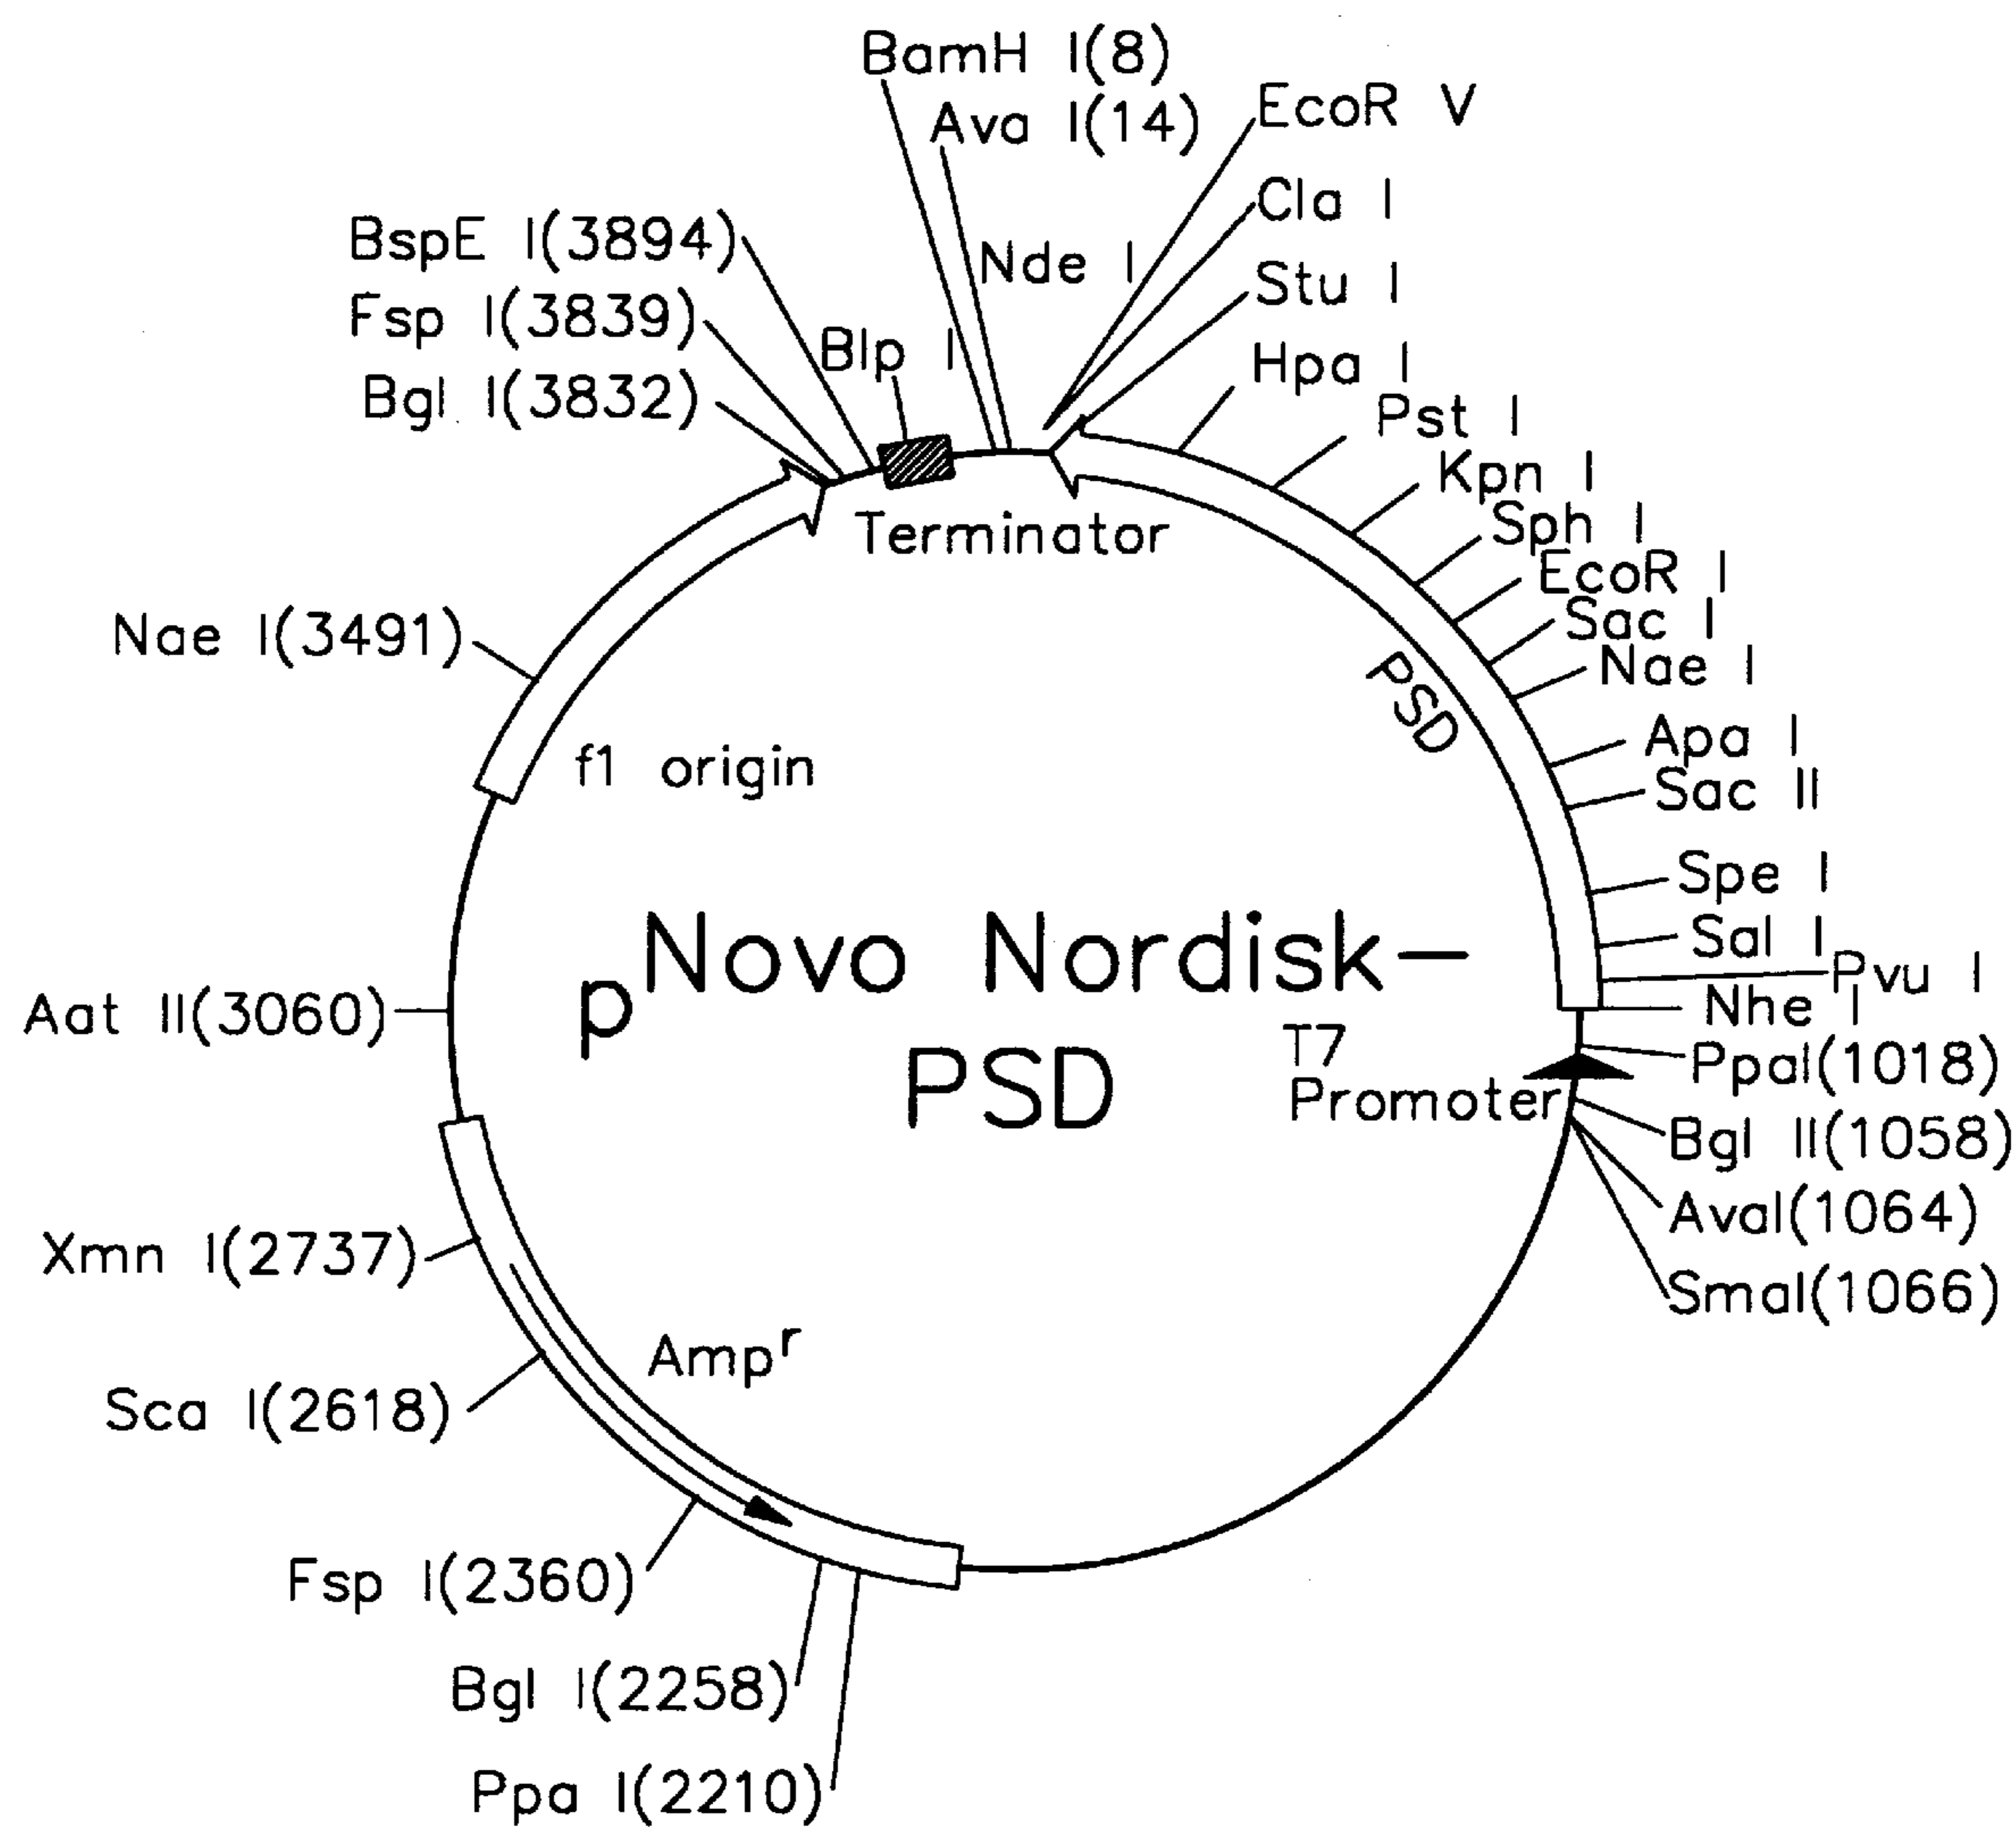 BamH I(8)
Ava I(14)
EcoR V
Cla I
Nde I
Stu I
BspE I(3894)
Fsp I(3839)
Bgl I(3832)
Blp I
Hpa I
Pst I
Kpn I
Sph I
EcoR I
Sac I
Nae I
Apa I
Sac II
Spe I
Sal I
Pvu I
Nhe I
PpaI(1018)
Bgl II(1058)
AvaI(1064)
SmaI(1066)
Terminator
PSD
Nae I(3491)
f1 origin
pNovo Nordisk-
PSD
T7
Promoter
Aat II(3060)
Xmn I(2737)
Ampr
Sca I(2618)
Fsp I(2360)
Bgl I(2258)
Ppa I(2210)